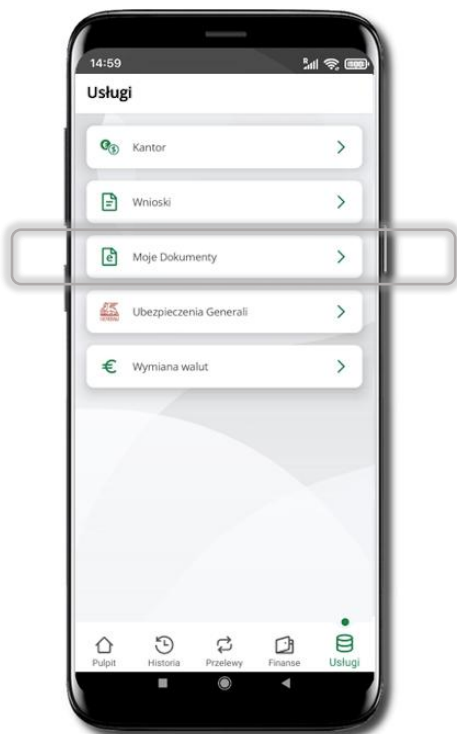 14:59
Usługi
Kantor
Wnioski
Moje Dokumenty
Ubezpieczenia Generali
Wymiana walut
Pulpit
Historia
Przelewy
Finanse
Usługi